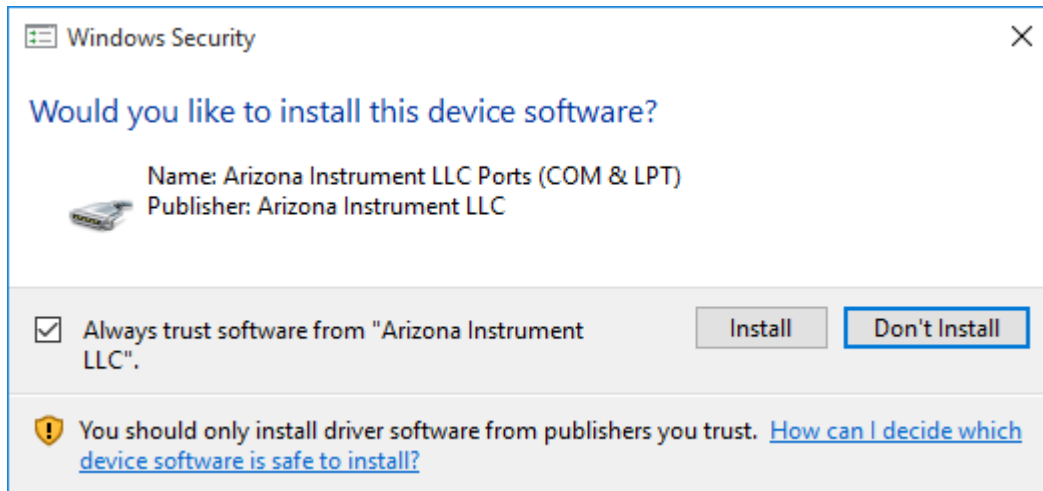 Windows Security
Would you like to install this device software?
Name: Arizona Instrument LLC Ports (COM & LPT)
Publisher: Arizona Instrument LLC
Always trust software from "Arizona Instrument
LLC".
Install
Don't Install
You should only install driver software from publishers you trust. How can I decide which
device software is safe to install?